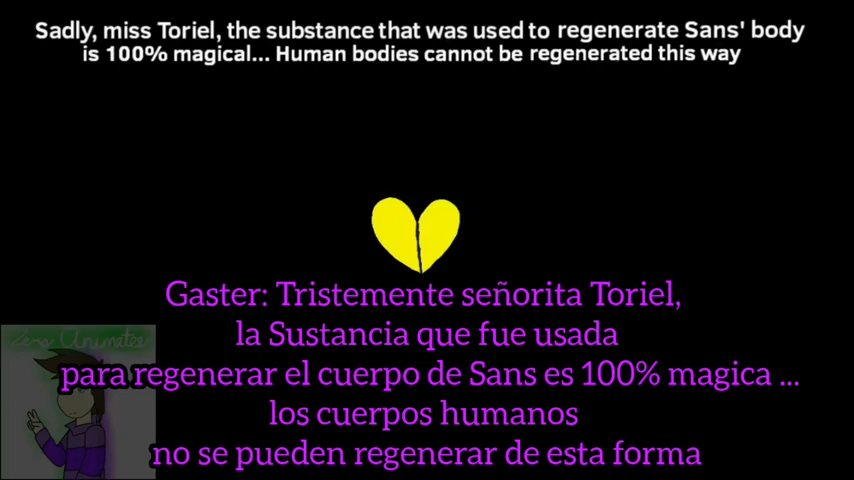 Sadly, miss Toriel, the substance that was used to regenerate Sans' body
is 100% magical... Human bodies cannot be regenerated this way
Gaster: Tristemente señorita Toriel,
la Sustancia que fue usada
para regenerar el cuerpo de Sans es 100% magica ...
los cuerpos humanos
no se pueden regenerar de esta forma